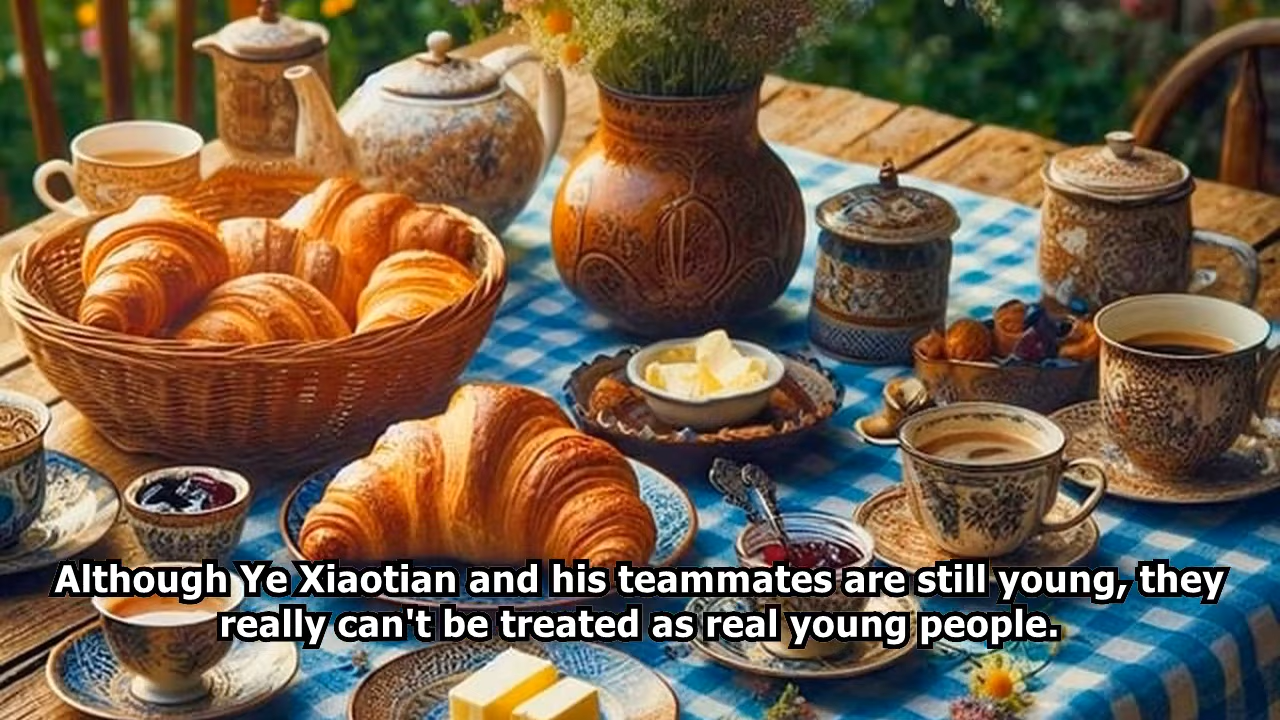 Although Ye Xiaotian and his teammates are still young, they
really can't be treated as real young people.